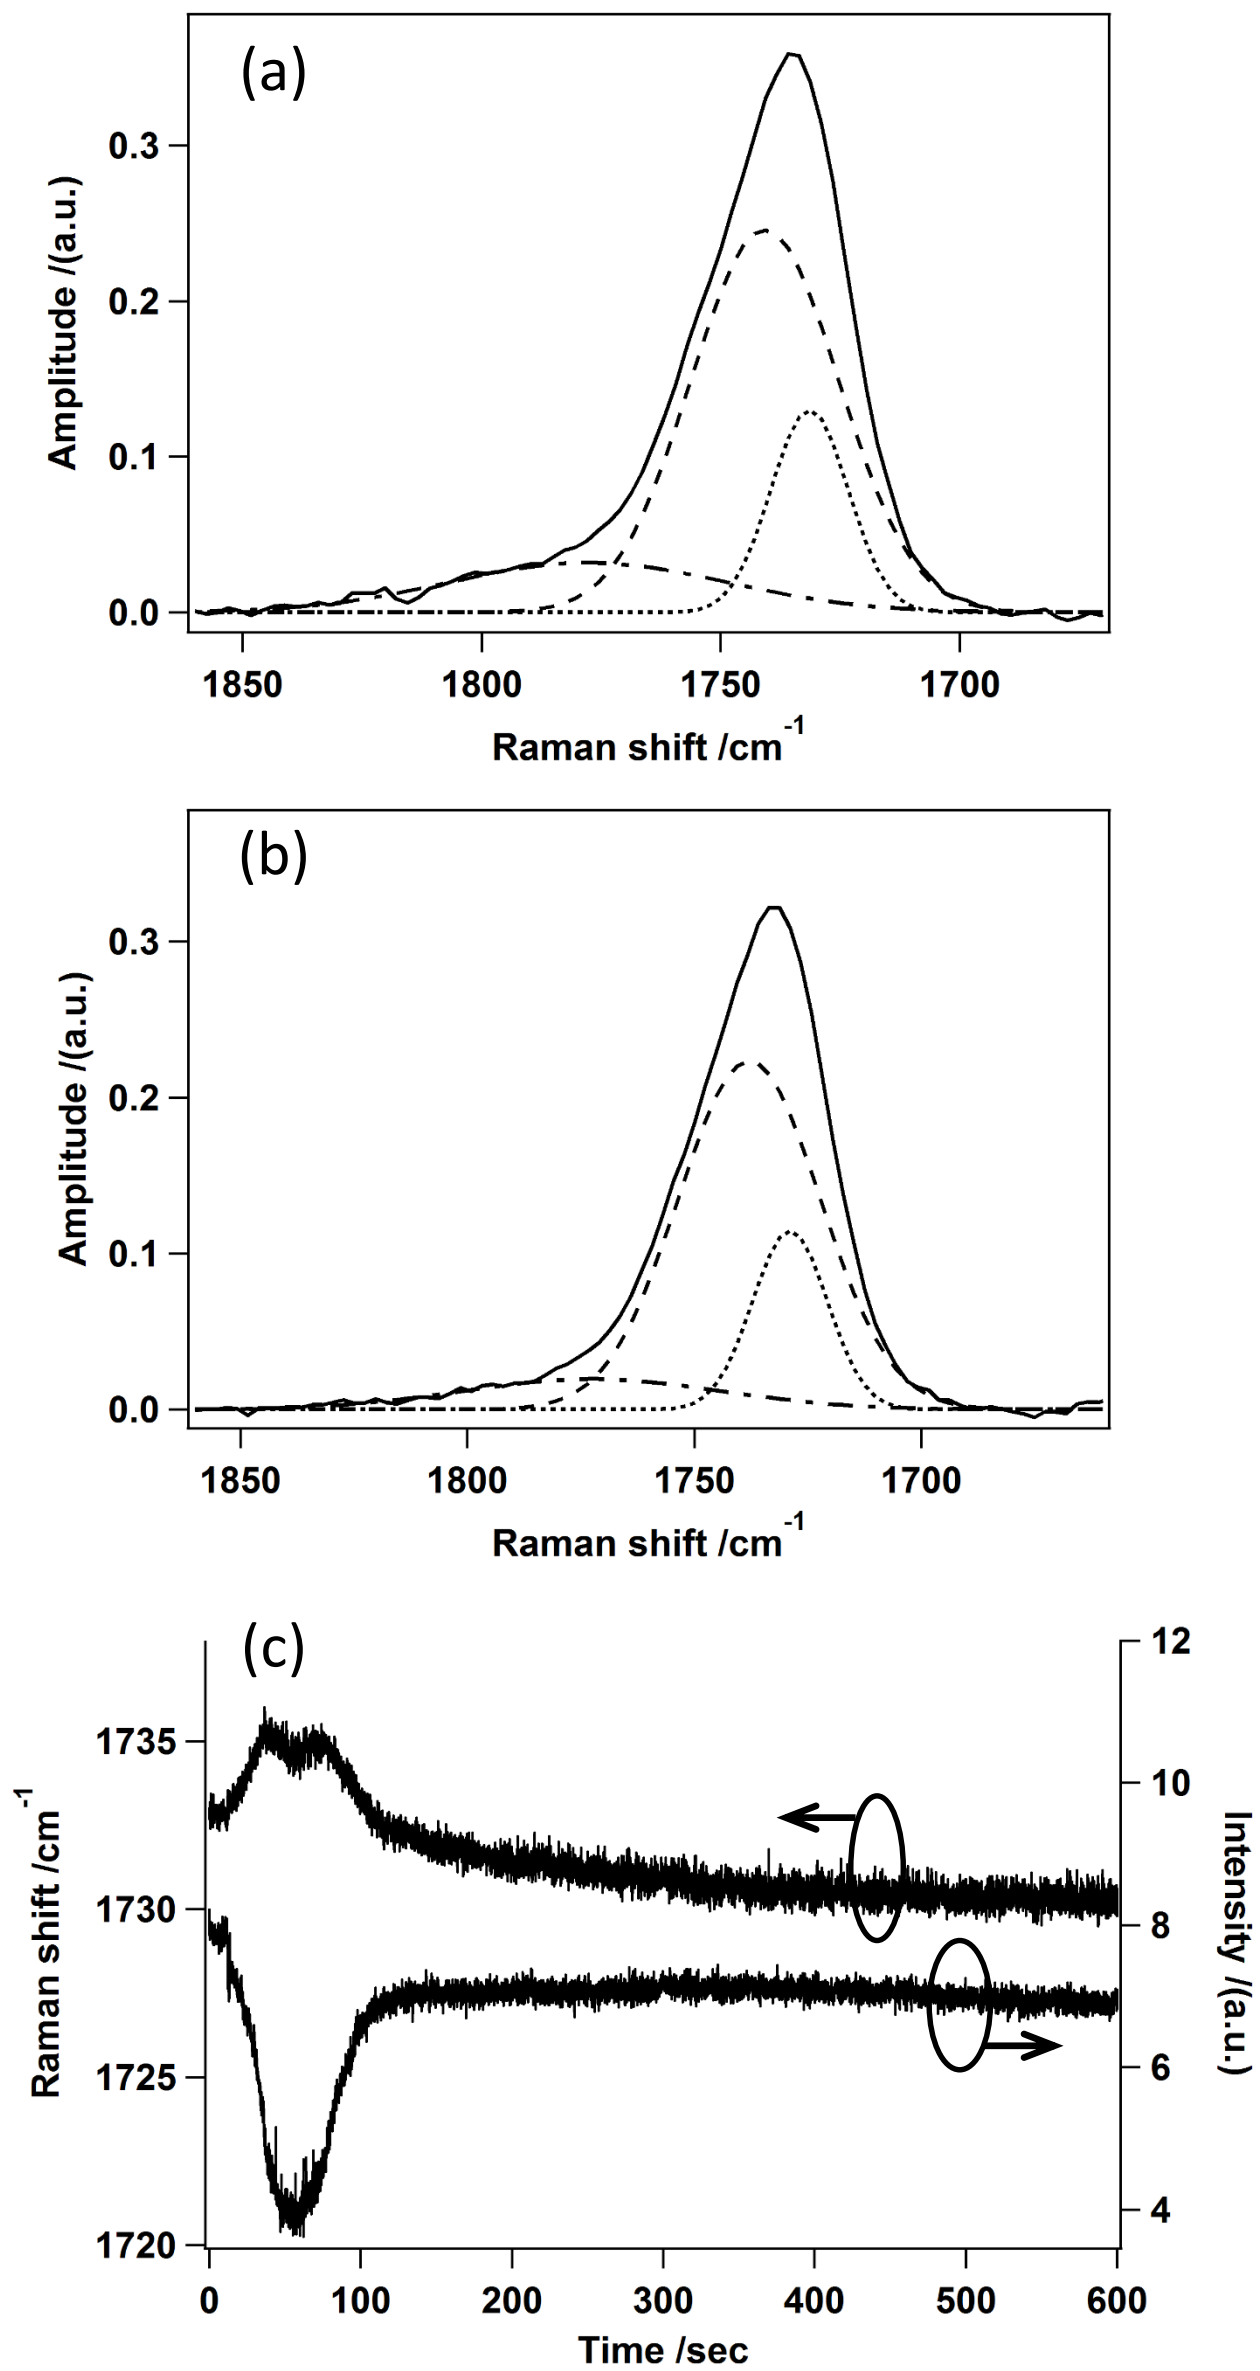 (a)
0.3
0.2
0.1
0.0
Amplitude /(a.u.)
1850 1800 1750 1700
Raman shift /cm-1
(b)
0.3
0.2
0.1
0.0
Amplitude /(a.u.)
1850 1800 1750 1700
Raman shift /cm-1
(c)
1735
1730
1725
1720
Raman shift /cm-1
12
10
8
6
4
Intensity /(a.u.)
0 100 200 300 400 500 600
Time /sec